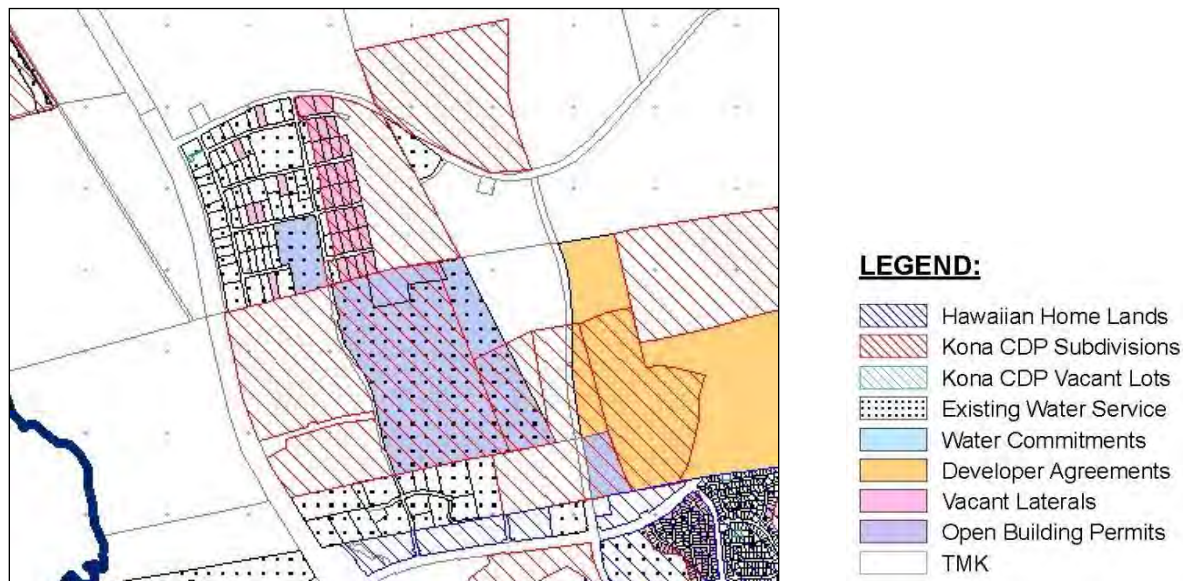 LEGEND:
Hawaiian Home Lands
Kona CDP Subdivisions
Kona CDP Vacant Lots
Existing Water Service
Water Commitments
Developer Agreements
Vacant Laterals
Open Building Permits
TMK